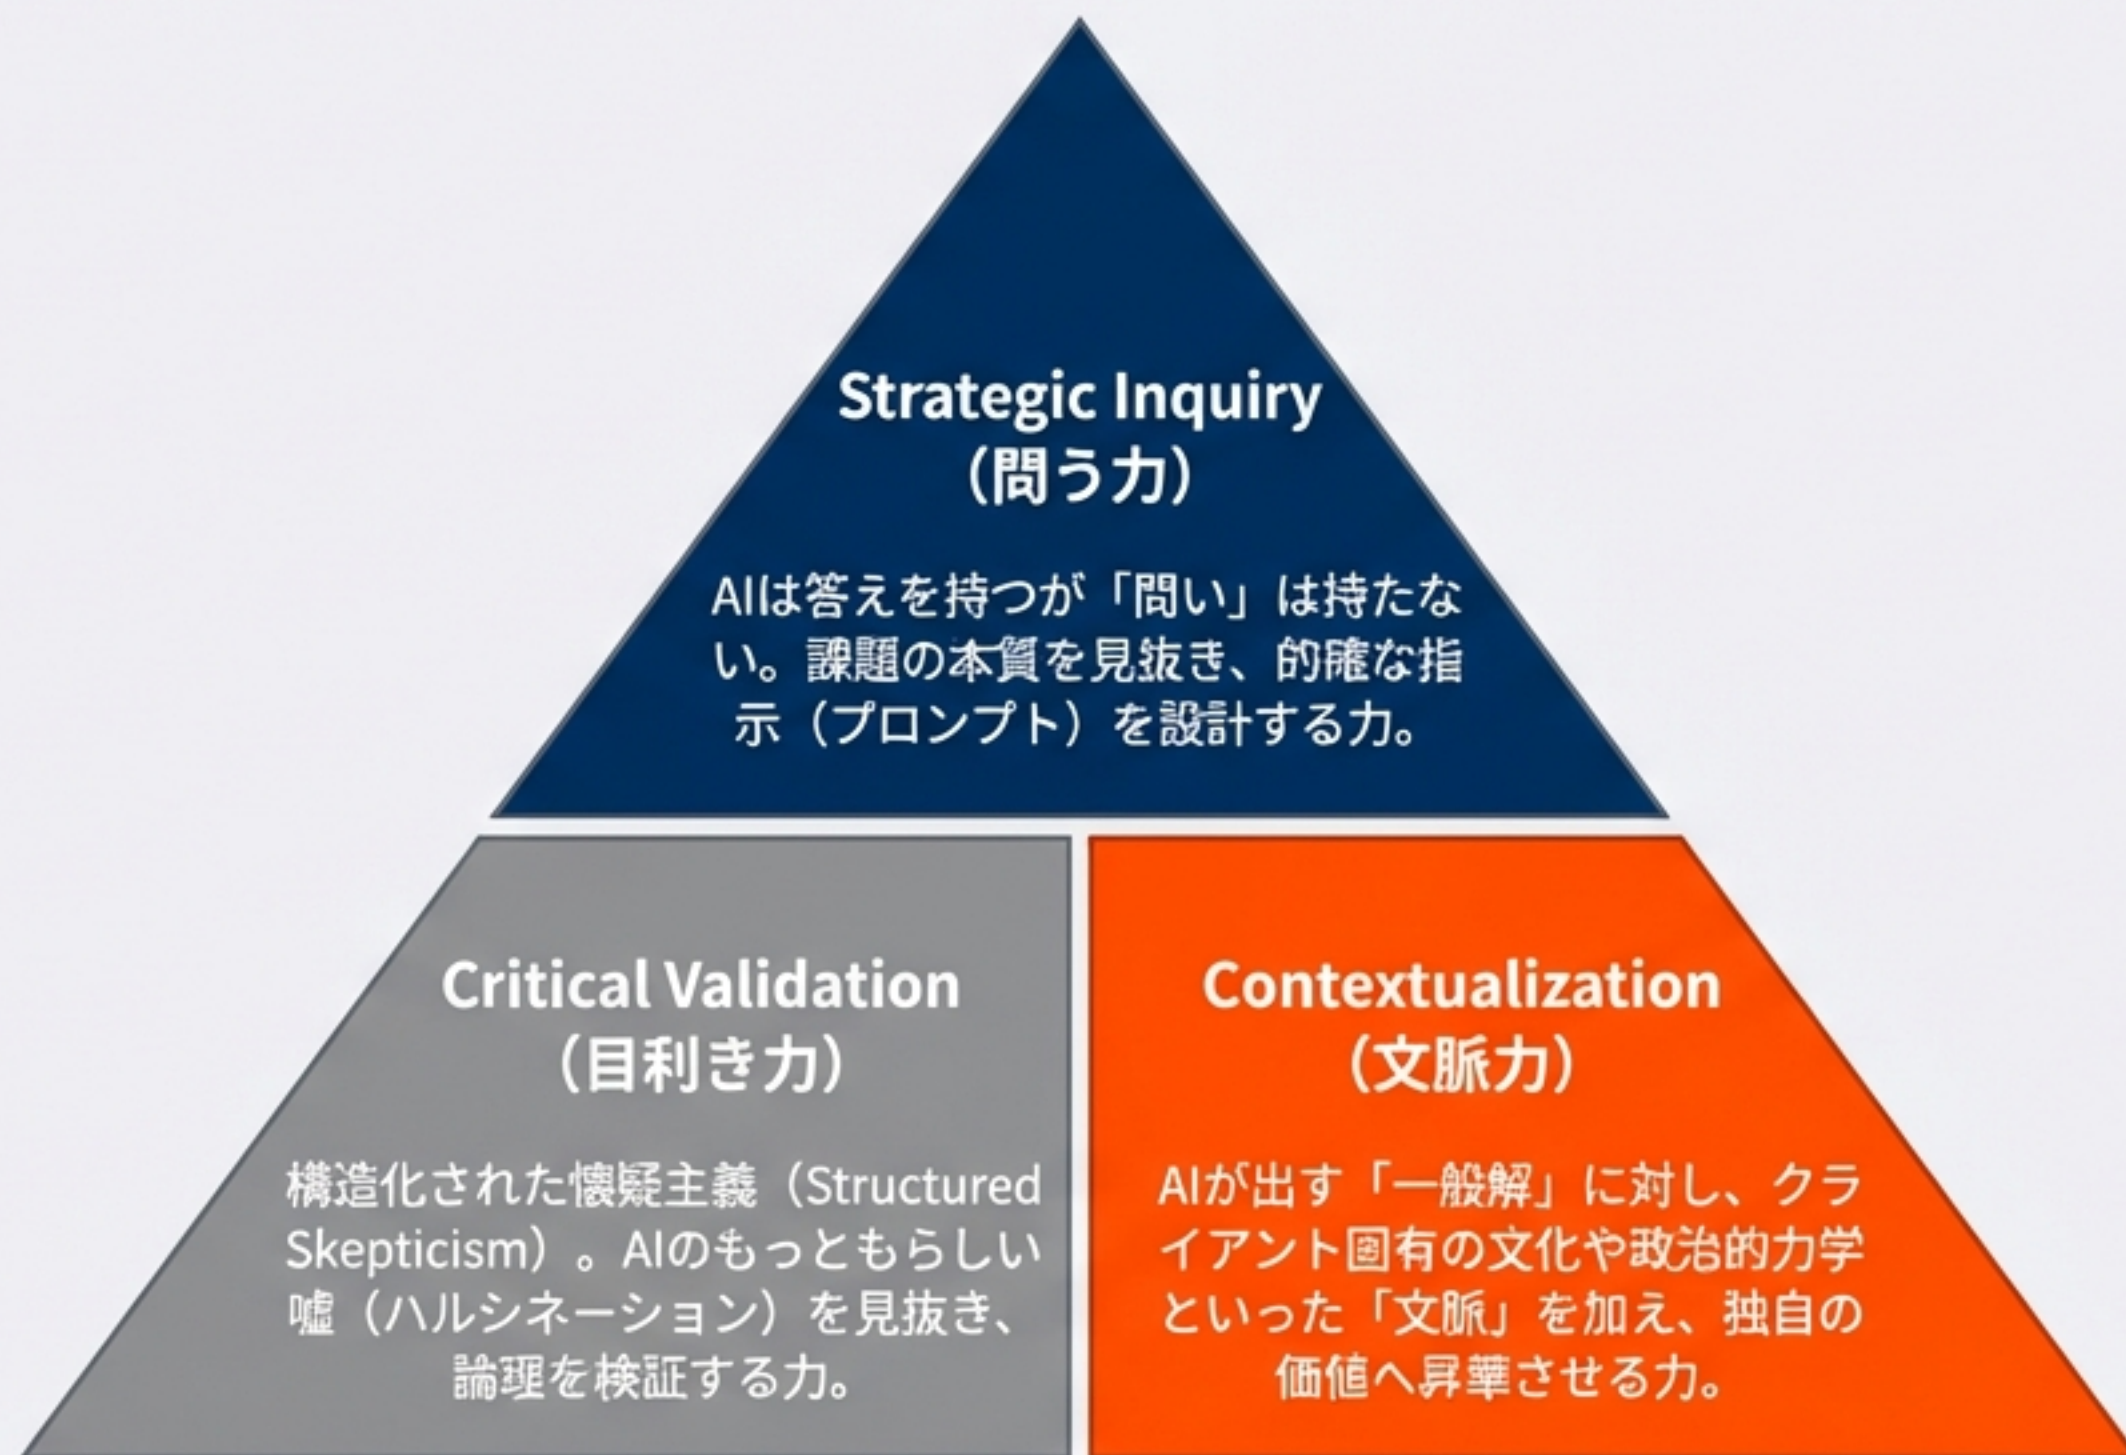 Strategic Inquiry
（問う力）
AIは答えを持つが「問い」は持たな
い。課題の本質を見抜き、的確な指
示（プロンプト）を設計する力。
Critical Validation
（目利き力）
構造化された懐疑主義（Structured
Skepticism）。AIのもっともらしい
嘘（ハルシネーション）を見抜き、
論理を検証する力。
Contextualization
（文脈力）
AIが出す「一般解」に対し、クラ
イアント固有の文化や政治的力学
といった「文脈」を加え、独自の
価値へ昇華させる力。